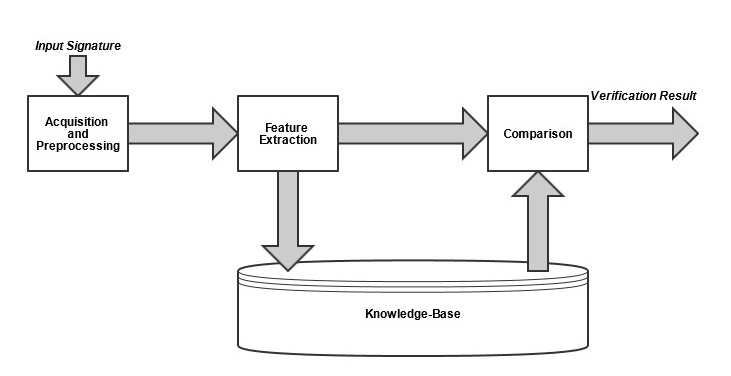 Input Signature
Acquisition
and
Preprocessing
Feature
Extraction
Comparison
Verification Result
Knowledge-Base